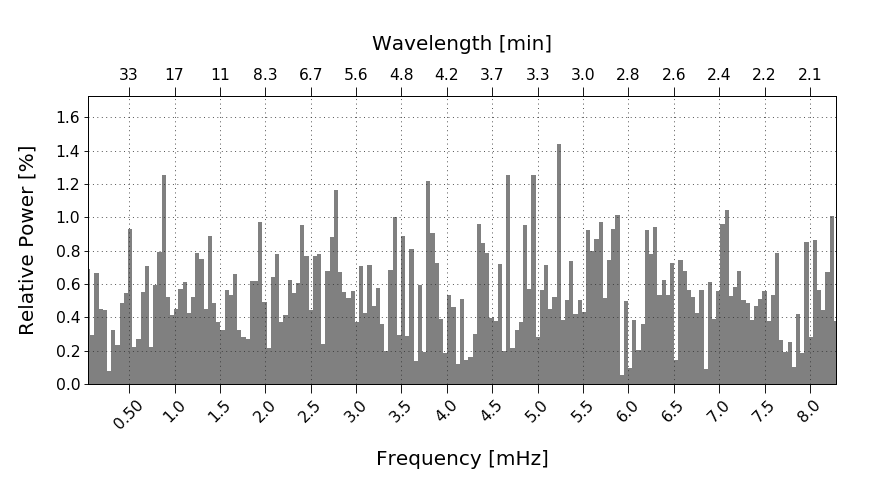 Wavelength [min]
33 17 11 8.3 6.7 5.6 4.8 4.2 3.7 3.3 3.0 2.8 2.6 2.4 2.2 2.1
Relative Power [%]
1.6
1.4
1.2
1.0
0.8
0.6
0.4
0.2
0.0
0.50 1.0 1.5 2.0 2.5 3.0 3.5 4.0 4.5 5.0 5.5 6.0 6.5 7.0 7.5 8.0
Frequency [mHz]